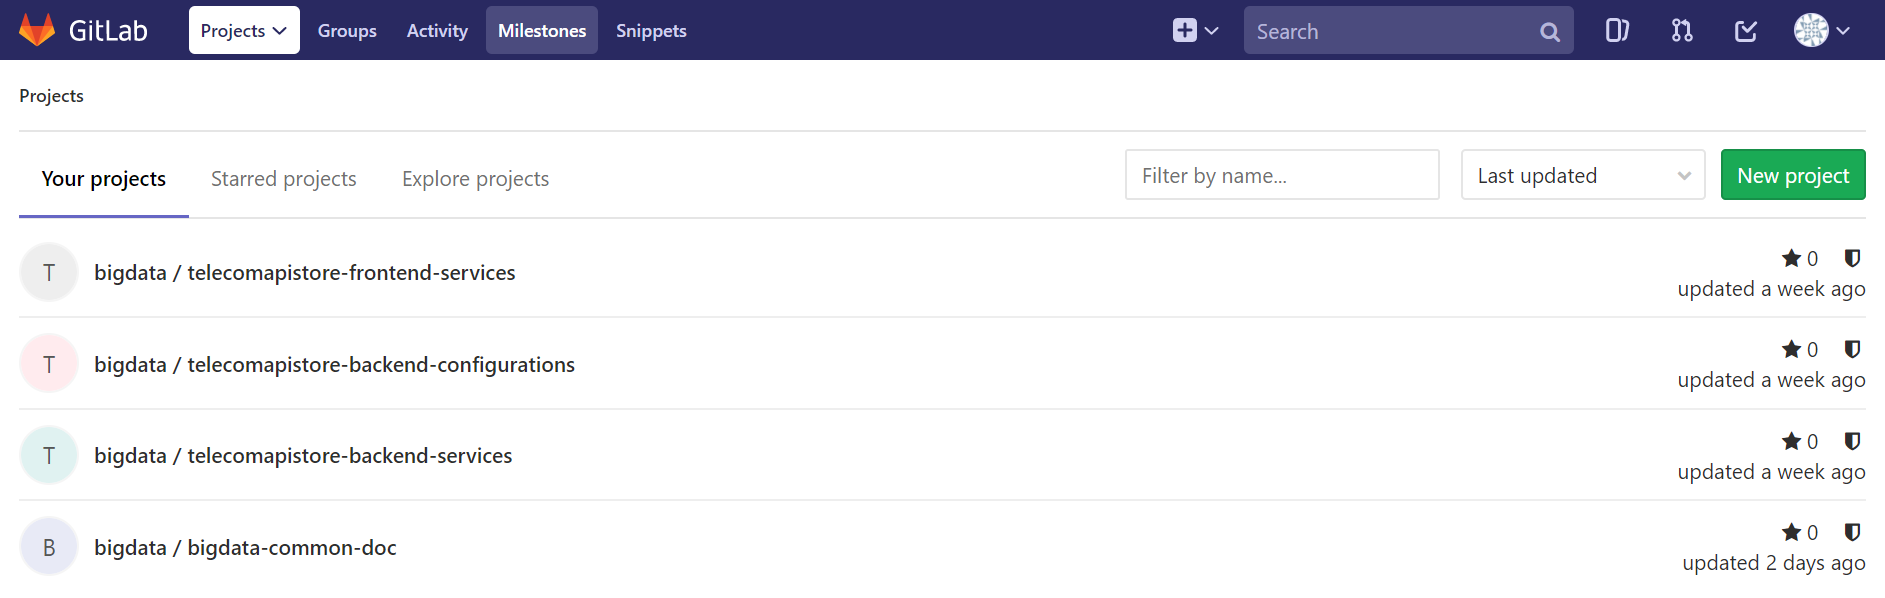 GitLab Projects Groups Activity Milestones Snippets Search
Projects
Your projects Starred projects Explore projects Filter by name... Last updated New project
T bigdata / telecomapistore-frontend-services 0
updated a week ago
T bigdata / telecomapistore-backend-configurations 0
updated a week ago
T bigdata / telecomapistore-backend-services 0
updated a week ago
B bigdata / bigdata-common-doc 0
updated 2 days ago